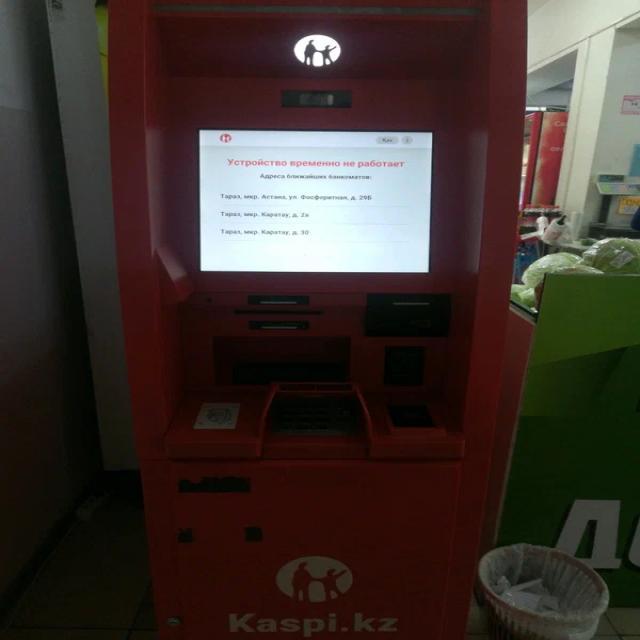 Устройство временно не работает
Адреса ближайших банкоматов:
Тараз, мкр. Астана, ул. Фосфоритная, д. 29Б
Тараз, мкр. Каратау, д. 2а
Тараз, мкр. Каратау, д. 30
Kaspi.kz